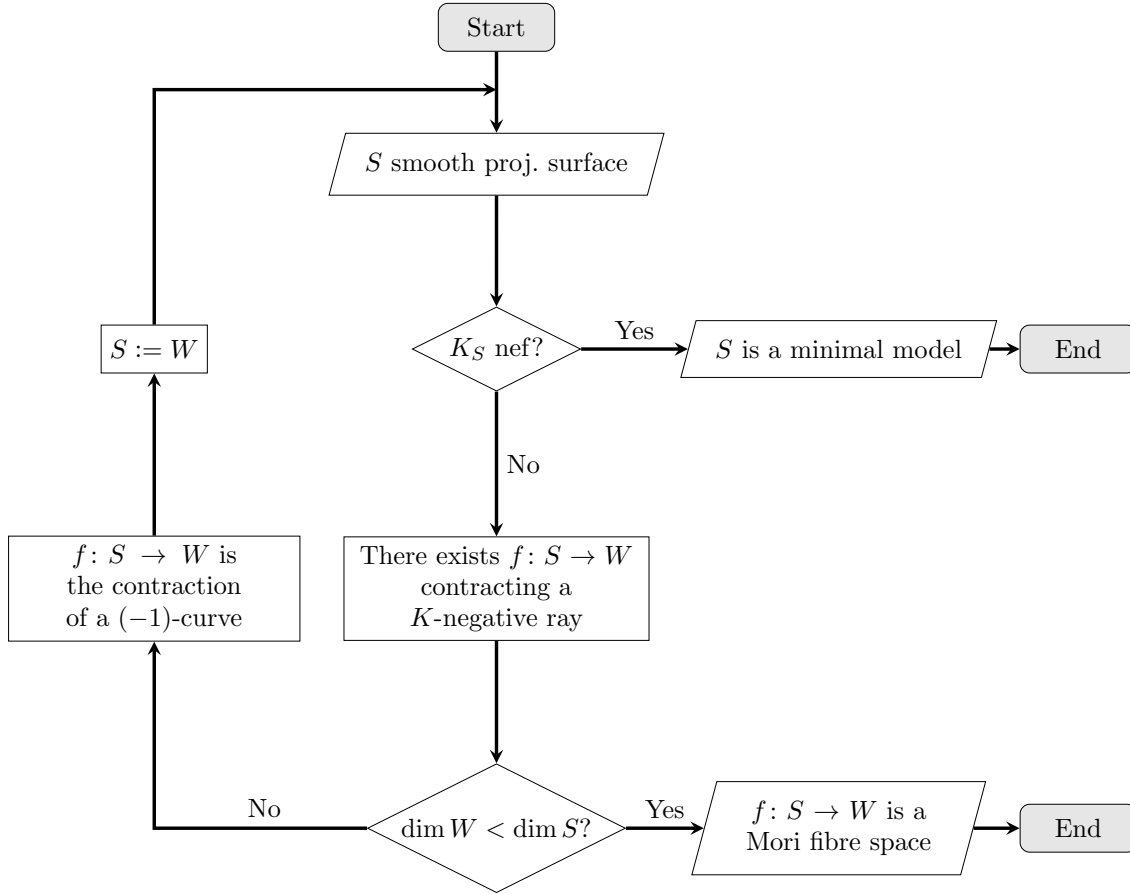 Start
S smooth proj. surface
S := W
K_S nef?
Yes
S is a minimal model
End
No
f: S → W is
the contraction
of a (−1)-curve
There exists f: S → W
contracting a
K-negative ray
No
dim W < dim S?
Yes
f: S → W is a
Mori fibre space
End